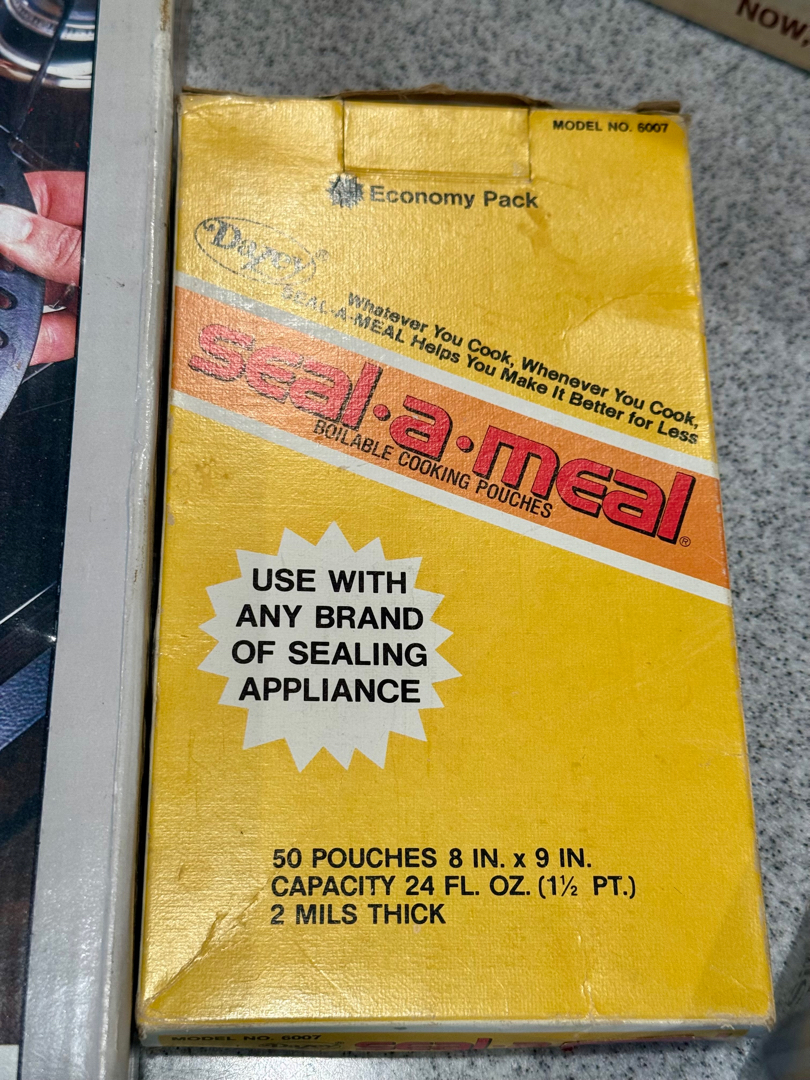 NOW,
MODEL NO. 6007
Economy Pack
Dazey®
Whatever You Cook, Whenever You Cook,
SEAL-A-MEAL Helps You Make It Better for Less
seal·a·meal®
BOILABLE COOKING POUCHES
USE WITH
ANY BRAND
OF SEALING
APPLIANCE
50 POUCHES 8 IN. x 9 IN.
CAPACITY 24 FL. OZ. (1½ PT.)
2 MILS THICK
MODEL NO. 6007
seal